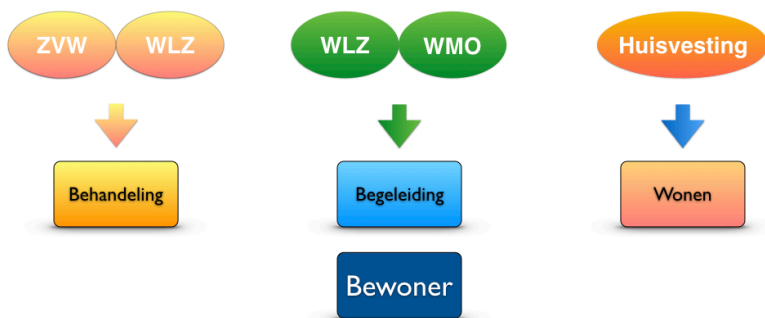 ZVW WLZ WLZ WMO Huisvesting
Behandeling Begeleiding Wonen
Bewoner